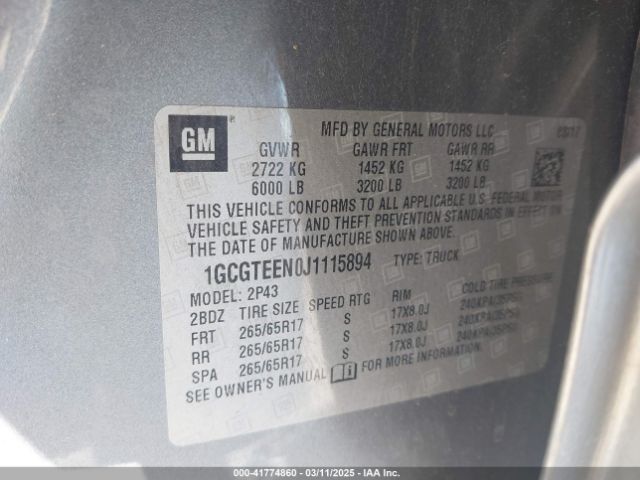 GM
MFD BY GENERAL MOTORS LLC
GVWR GAWR FRT GAWR RR
2722 KG 1452 KG 1452 KG
6000 LB 3200 LB 3200 LB
THIS VEHICLE CONFORMS TO ALL APPLICABLE U.S. FEDERAL MOTOR
VEHICLE SAFETY AND THEFT PREVENTION STANDARDS IN EFFECT ON
THE DATE OF MANUFACTURE SHOWN ABOVE.
1GCGTEEN0J1115894 TYPE: TRUCK
MODEL: 2P43
2BDZ TIRE SIZE SPEED RTG RIM COLD TIRE PRESSURE
FRT 265/65R17 S 17X8.0J 240KPA(35PSI)
RR 265/65R17 S 17X8.0J 240KPA(35PSI)
SPA 265/65R17 S 17X8.0J 240KPA(35PSI)
SEE OWNER'S MANUAL FOR MORE INFORMATION.
000-41774860 - 03/11/2025 - IAA Inc.